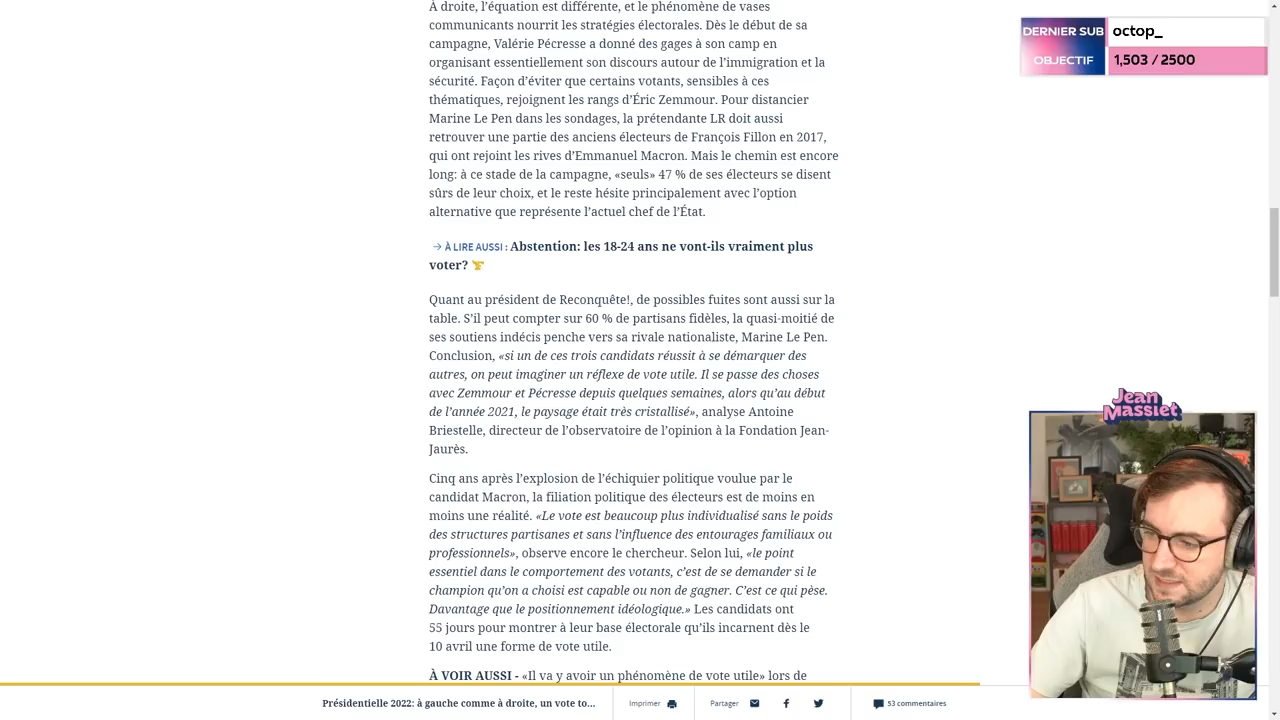 À droite, l’équation est différente, et le phénomène de vases
communicants nourrit les stratégies électorales. Dès le début de sa
campagne, Valérie Pécresse a donné des gages à son camp en
organisant essentiellement son discours autour de l’immigration et la
sécurité. Façon d’éviter que certains votants, sensibles à ces
thématiques, rejoignent les rangs d’Éric Zemmour. Pour distancier
Marine Le Pen dans les sondages, la prétendante LR doit aussi
retrouver une partie des anciens électeurs de François Fillon en 2017,
qui ont rejoint les rives d’Emmanuel Macron. Mais le chemin est encore
long: à ce stade de la campagne, «seuls» 47 % de ses électeurs se disent
sûrs de leur choix, et le reste hésite principalement avec l’option
alternative que représente l’actuel chef de l’État.
→ À LIRE AUSSI : Abstention: les 18-24 ans ne vont-ils vraiment plus
voter?
Quant au président de Reconquête!, de possibles fuites sont aussi sur la
table. S’il peut compter sur 60 % de partisans fidèles, la quasi-moitié de
ses soutiens indécis penche vers sa rivale nationaliste, Marine Le Pen.
Conclusion, «si un de ces trois candidats réussit à se démarquer des
autres, on peut imaginer un réflexe de vote utile. Il se passe des choses
avec Zemmour et Pécresse depuis quelques semaines, alors qu’au début
de l’année 2021, le paysage était très cristallisé», analyse Antoine
Briestelle, directeur de l’observatoire de l’opinion à la Fondation Jean-
Jaurès.
Cinq ans après l’explosion de l’échiquier politique voulue par le
candidat Macron, la filiation politique des électeurs est de moins en
moins une réalité. «Le vote est beaucoup plus individualisé sans le poids
des structures partisanes et sans l’influence des entourages familiaux ou
professionnels», observe encore le chercheur. Selon lui, «le point
essentiel dans le comportement des votants, c’est de se demander si le
champion qu’on a choisi est capable ou non de gagner. C’est ce qui pèse.
Davantage que le positionnement idéologique.» Les candidats ont
55 jours pour montrer à leur base électorale qu’ils incarnent dès le
10 avril une forme de vote utile.
À VOIR AUSSI - «Il va y avoir un phénomène de vote utile» lors de
Présidentielle 2022: à gauche comme à droite, un vote to...
Imprimer
Partager
53 commentaires
DERNIER SUB octop_
OBJECTIF 1,503 / 2500
Jean
Massiet